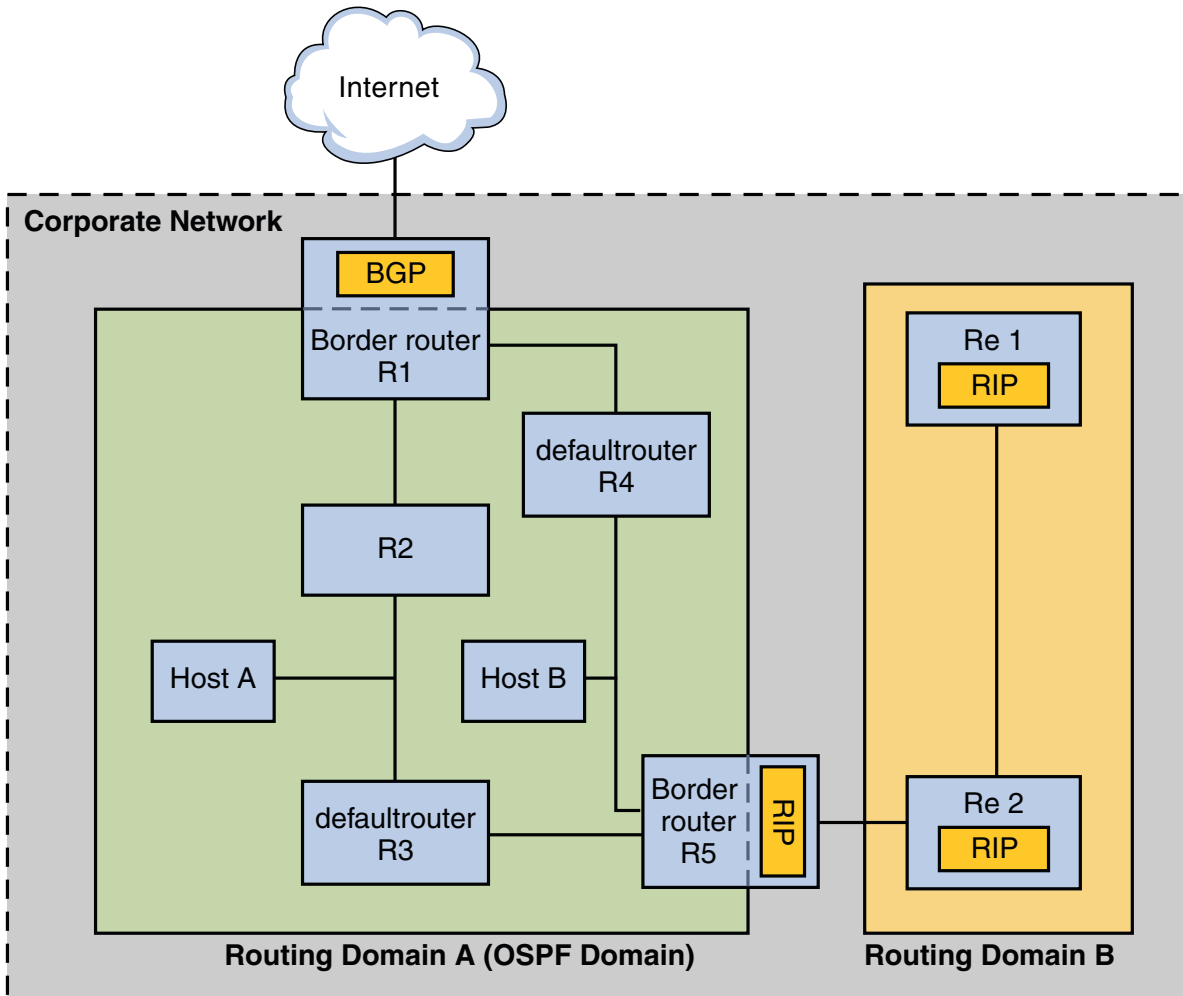 Internet
Corporate Network
BGP
Border router
R1
defaultrouter
R4
R2
Host A
Host B
defaultrouter
R3
Border
router
R5
RIP
Re 1
RIP
Re 2
RIP
Routing Domain A (OSPF Domain)
Routing Domain B